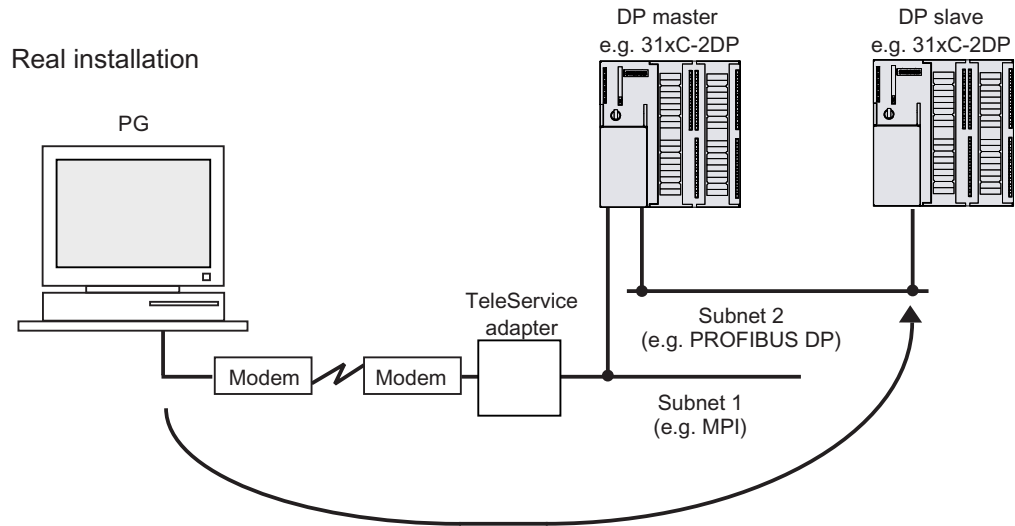 DP master
e.g. 31xC-2DP
DP slave
e.g. 31xC-2DP
Real installation
PG
TeleService
adapter
Subnet 2
(e.g. PROFIBUS DP)
Modem
Modem
Subnet 1
(e.g. MPI)